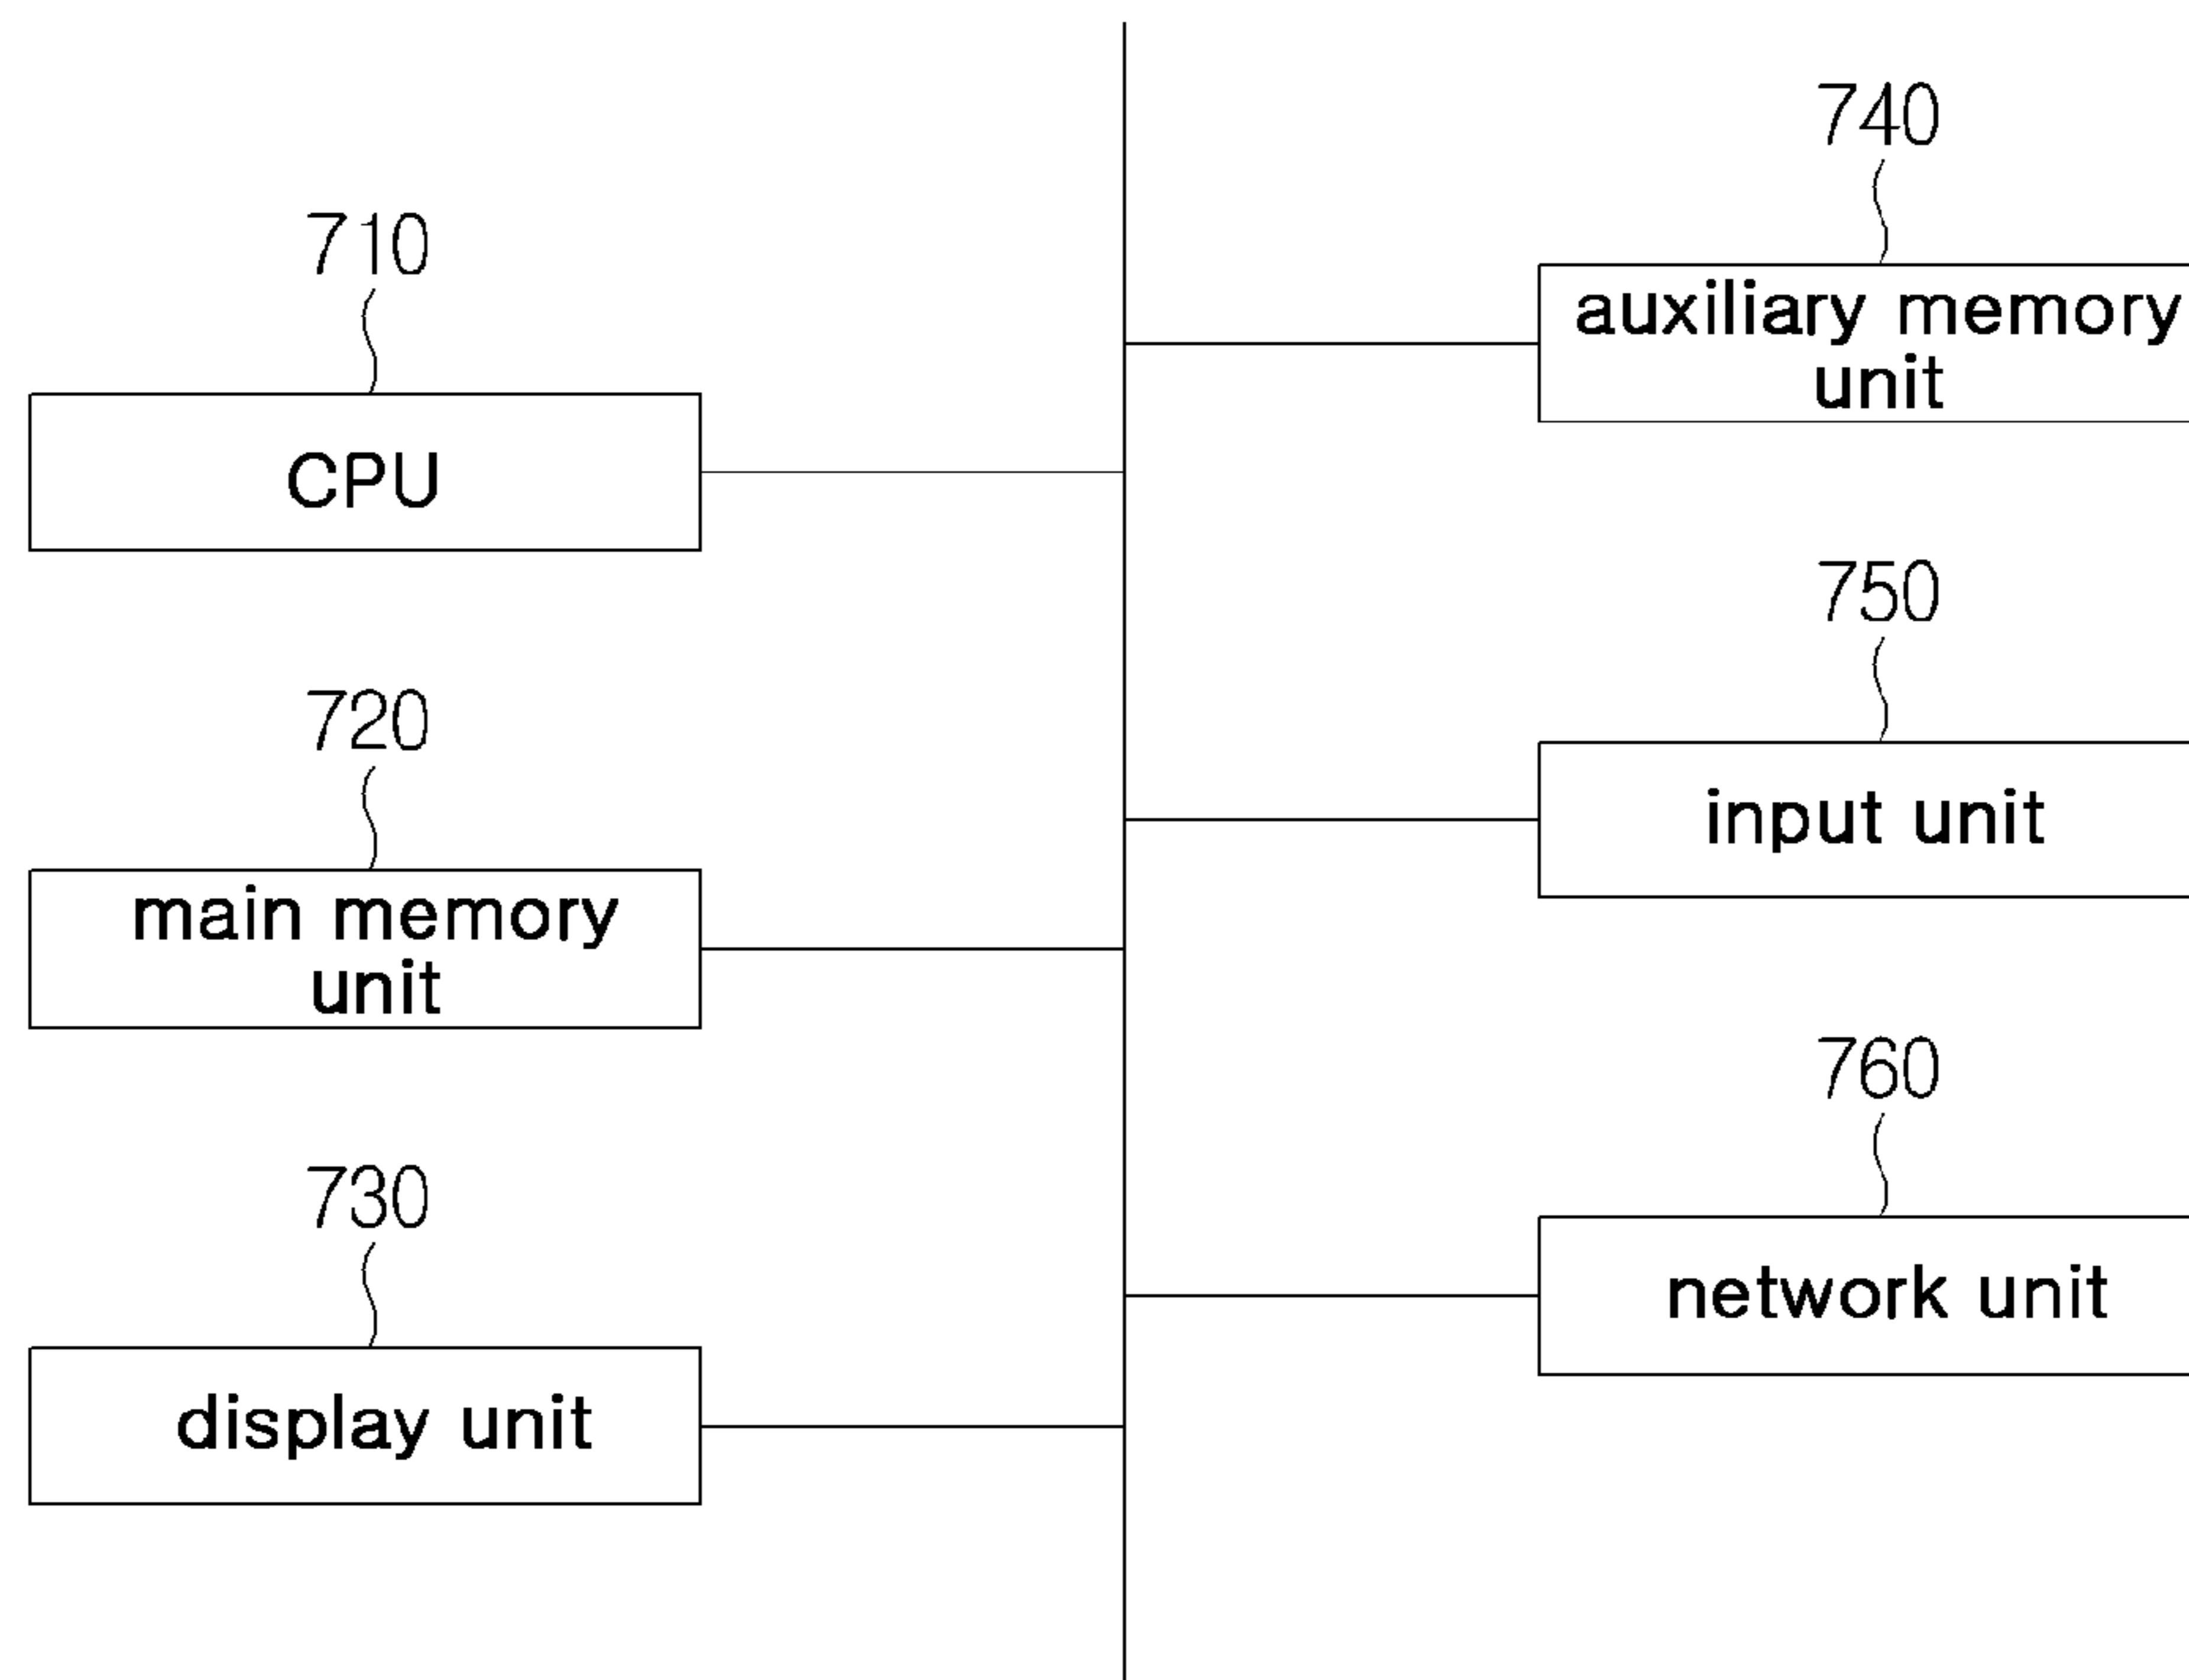 710
CPU
720
main memory
unit
730
display unit
740
auxiliary memory
unit
750
input unit
760
network unit